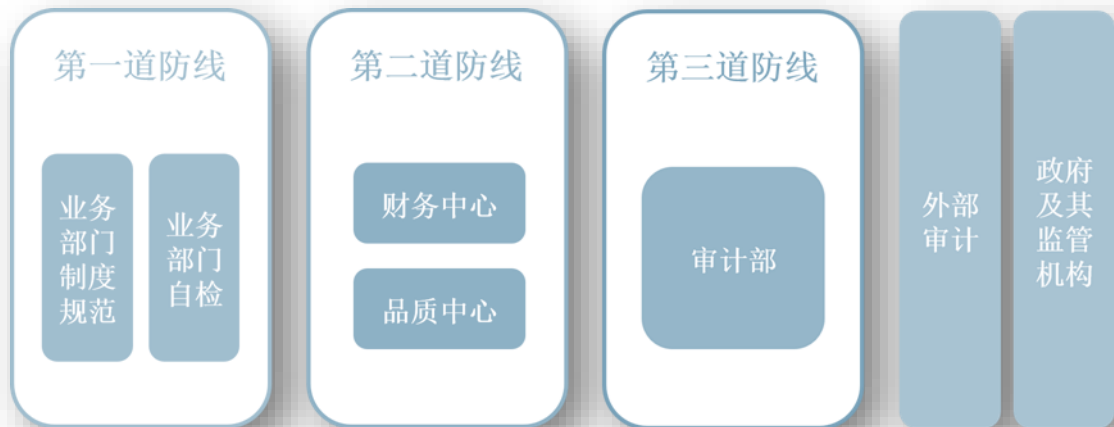 第一道防线
业务
部门
制度
规范
业务
部门
自检
第二道防线
财务中心
品质中心
第三道防线
审计部
外部
审计
政府
及其
监管
机构